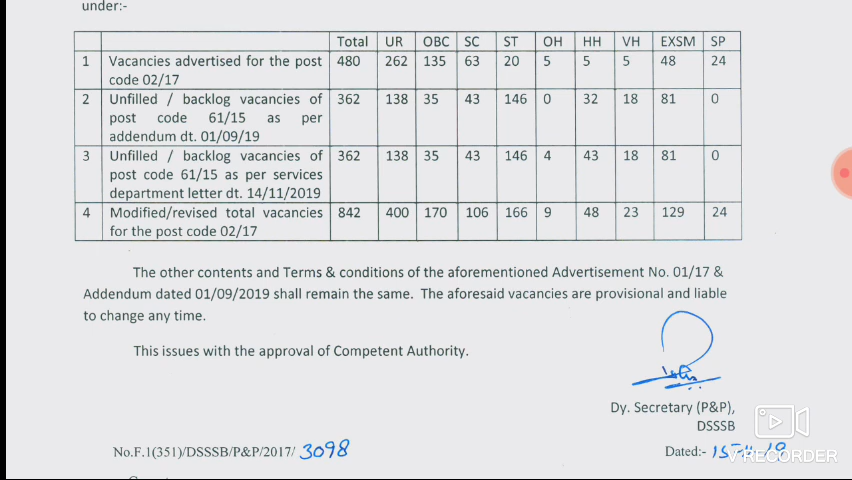 under:-
Total UR OBC SC ST OH HH VH EXSM SP
1 Vacancies advertised for the post 480 262 135 63 20 5 5 5 48 24
code 02/17
2 Unfilled / backlog vacancies of 362 138 35 43 146 0 32 18 81 0
post code 61/15 as per
addendum dt. 01/09/19
3 Unfilled / backlog vacancies of 362 138 35 43 146 4 43 18 81 0
post code 61/15 as per services
department letter dt. 14/11/2019
4 Modified/revised total vacancies 842 400 170 106 166 9 48 23 129 24
for the post code 02/17
The other contents and Terms & conditions of the aforementioned Advertisement No. 01/17 &
Addendum dated 01/09/2019 shall remain the same. The aforesaid vacancies are provisional and liable
to change any time.
This issues with the approval of Competent Authority.
Dy. Secretary (P&P),
DSSSB
No.F.1(351)/DSSSB/P&P/2017/ 3098
Dated:-
V RECORDER